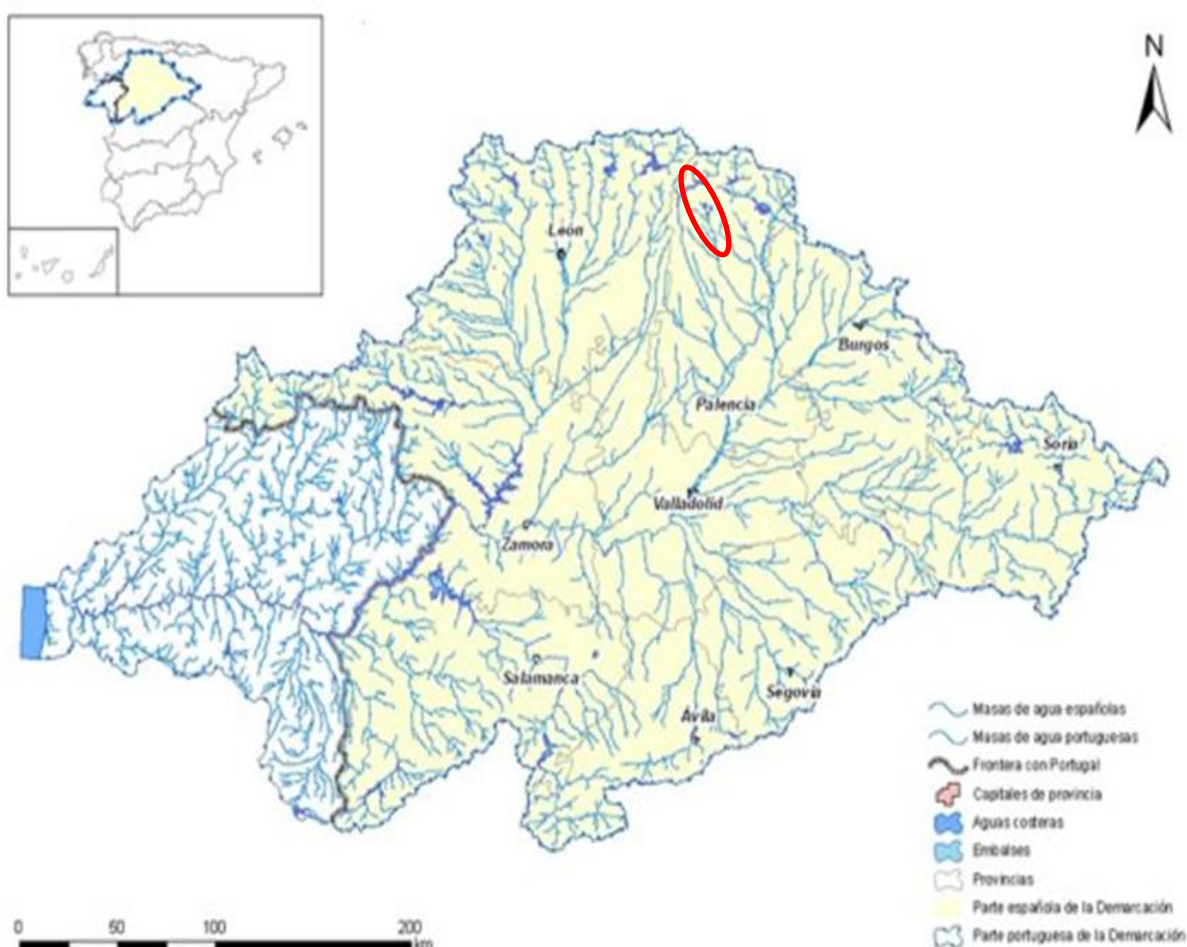 N
León
Burgos
Palencia
Soria
Valladolid
Zamora
Salamanca
Segovia
Ávila
Masas de agua españolas
Masas de agua portuguesas
Frontera con Portugal
Capitales de provincia
Aguas costeras
Embalses
Provincias
Parte española de la Demarcación
Parte portuguesa de la Demarcación
0 50 100 200
km